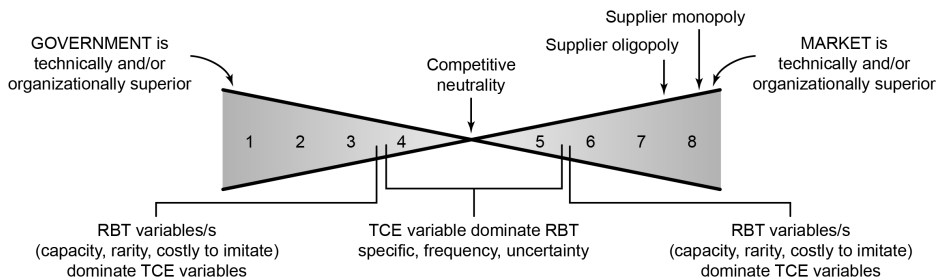 Supplier monopoly
GOVERNMENT is
technically and/or
organizationally superior
Competitive
neutrality
Supplier oligopoly
MARKET is
technically and/or
organizationally superior
1 2 3 4 5 6 7 8
RBT variables/s
(capacity, rarity, costly to imitate)
dominate TCE variables
TCE variable dominate RBT
specific, frequency, uncertainty
RBT variables/s
(capacity, rarity, costly to imitate)
dominate TCE variables